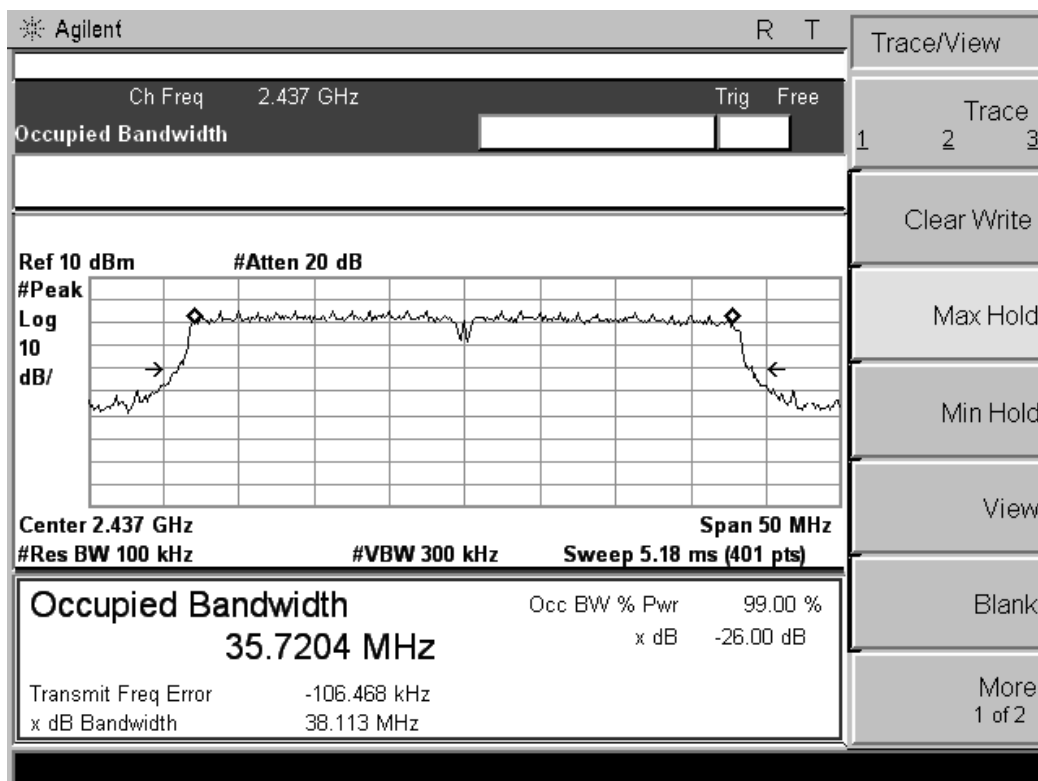 Agilent R T
Ch Freq 2.437 GHz Trig Free
Occupied Bandwidth
Ref 10 dBm #Atten 20 dB
#Peak
Log
10
dB/
Center 2.437 GHz Span 50 MHz
#Res BW 100 kHz #VBW 300 kHz Sweep 5.18 ms (401 pts)
Occupied Bandwidth
35.7204 MHz
Occ BW % Pwr 99.00 %
x dB -26.00 dB
Transmit Freq Error -106.468 kHz
x dB Bandwidth 38.113 MHz
Trace/View
Trace
1 2 3
Clear Write
Max Hold
Min Hold
View
Blank
More
1 of 2